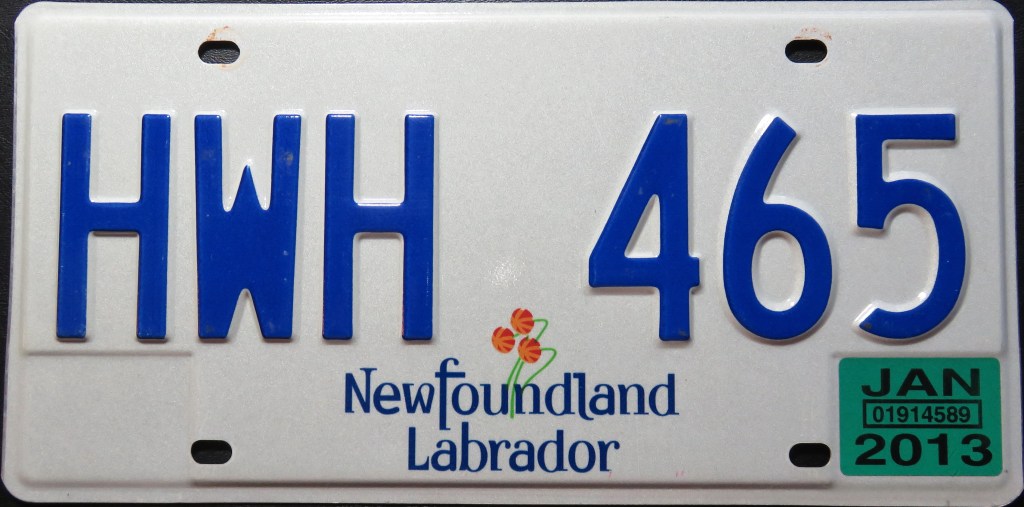 HWH 465
Newfoundland
Labrador
JAN
01914589
2013